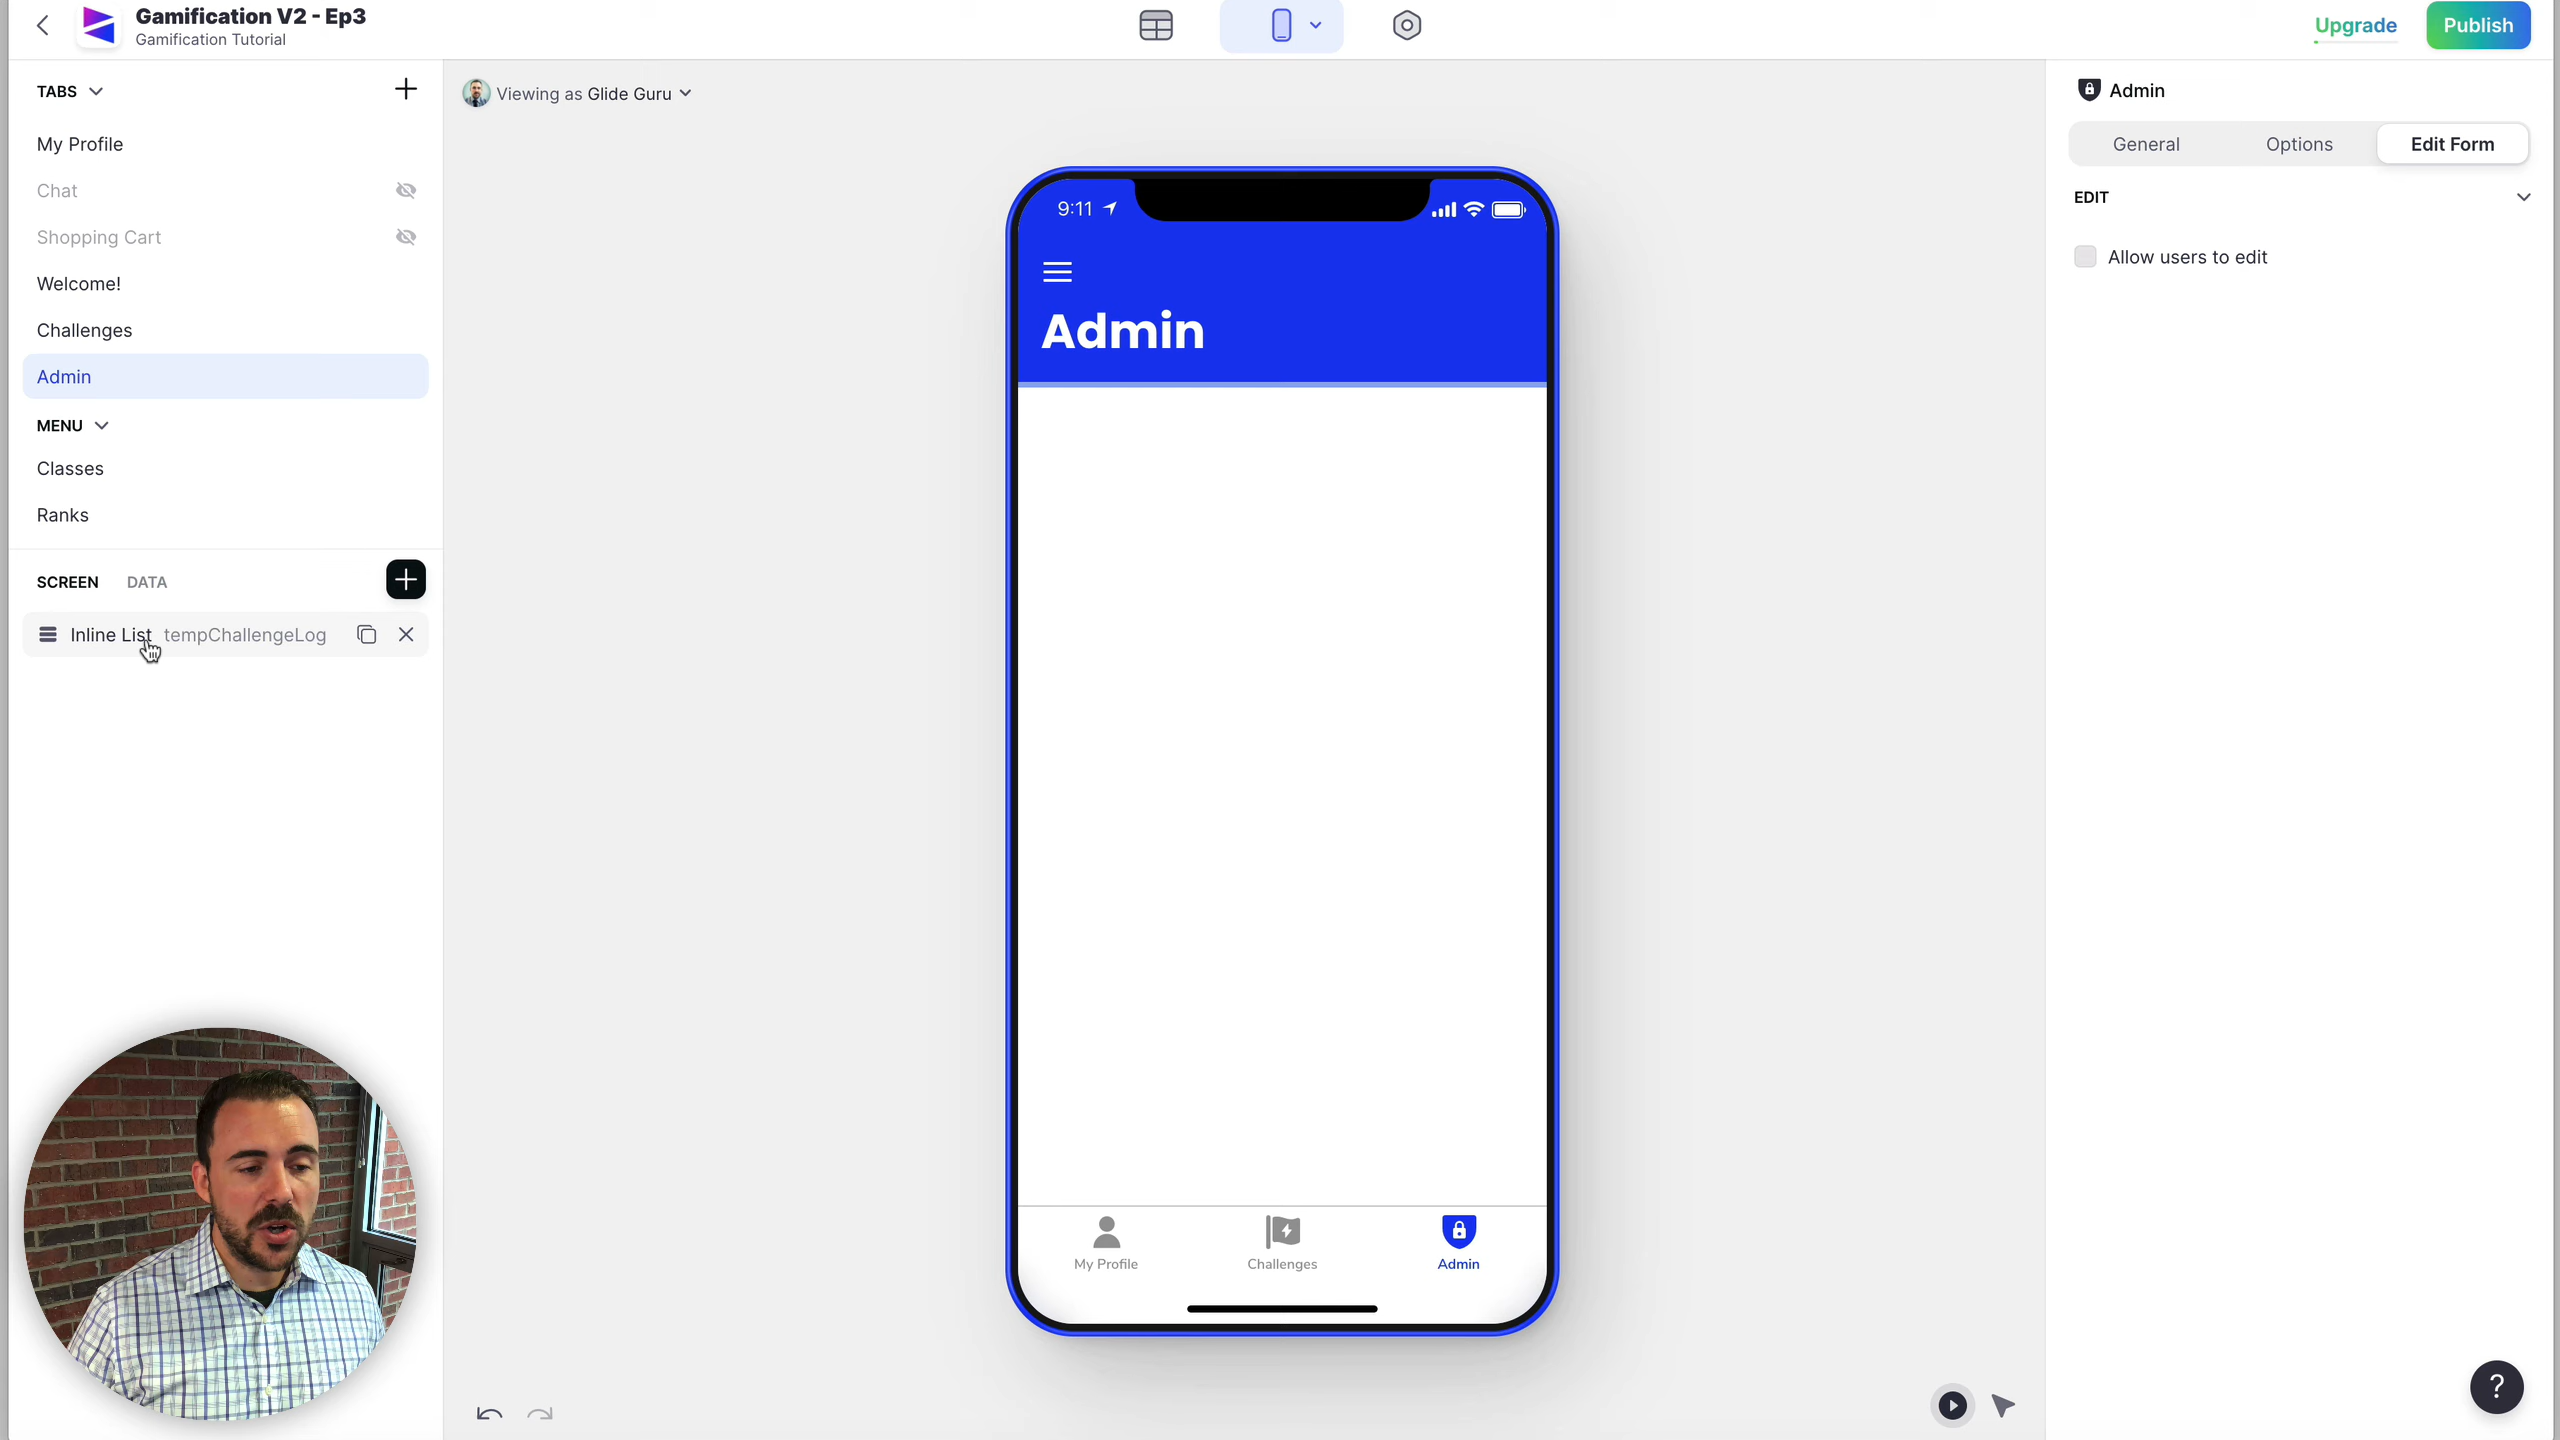 Gamification V2 - Ep3
Gamification Tutorial
Upgrade
Publish
TABS
My Profile
Chat
Shopping Cart
Welcome!
Challenges
Admin
MENU
Classes
Ranks
SCREEN DATA
Inline List tempChallengeLog
Viewing as Glide Guru
9:11
Admin
My Profile
Challenges
Admin
Admin
General
Options
Edit Form
EDIT
Allow users to edit
?